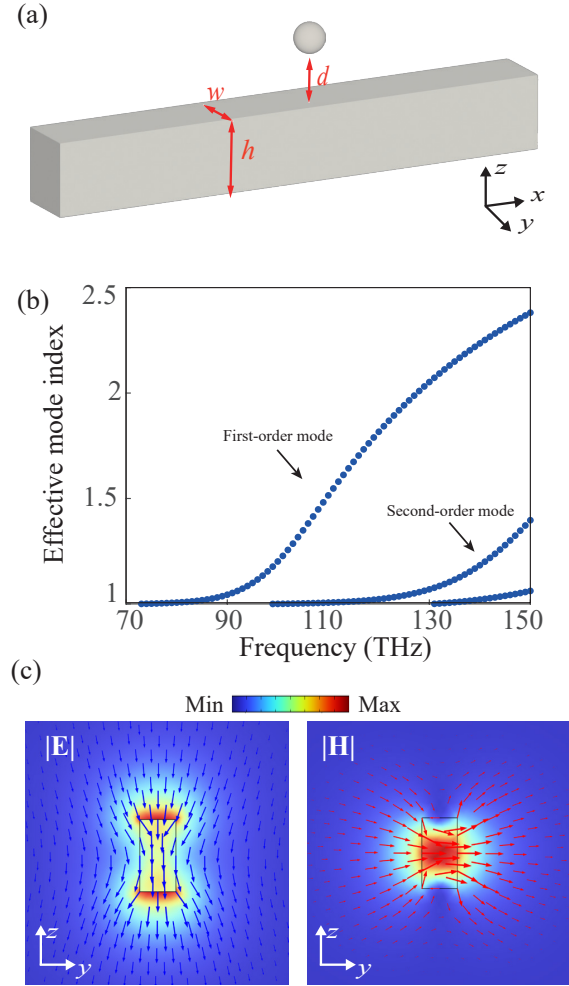 (a)
d
w
h
z
x
y
(b)
2.5
2
1.5
1
Effective mode index
First-order mode
Second-order mode
70 90 110 130 150
Frequency (THz)
(c)
Min Max
|E| |H|
z z
y y